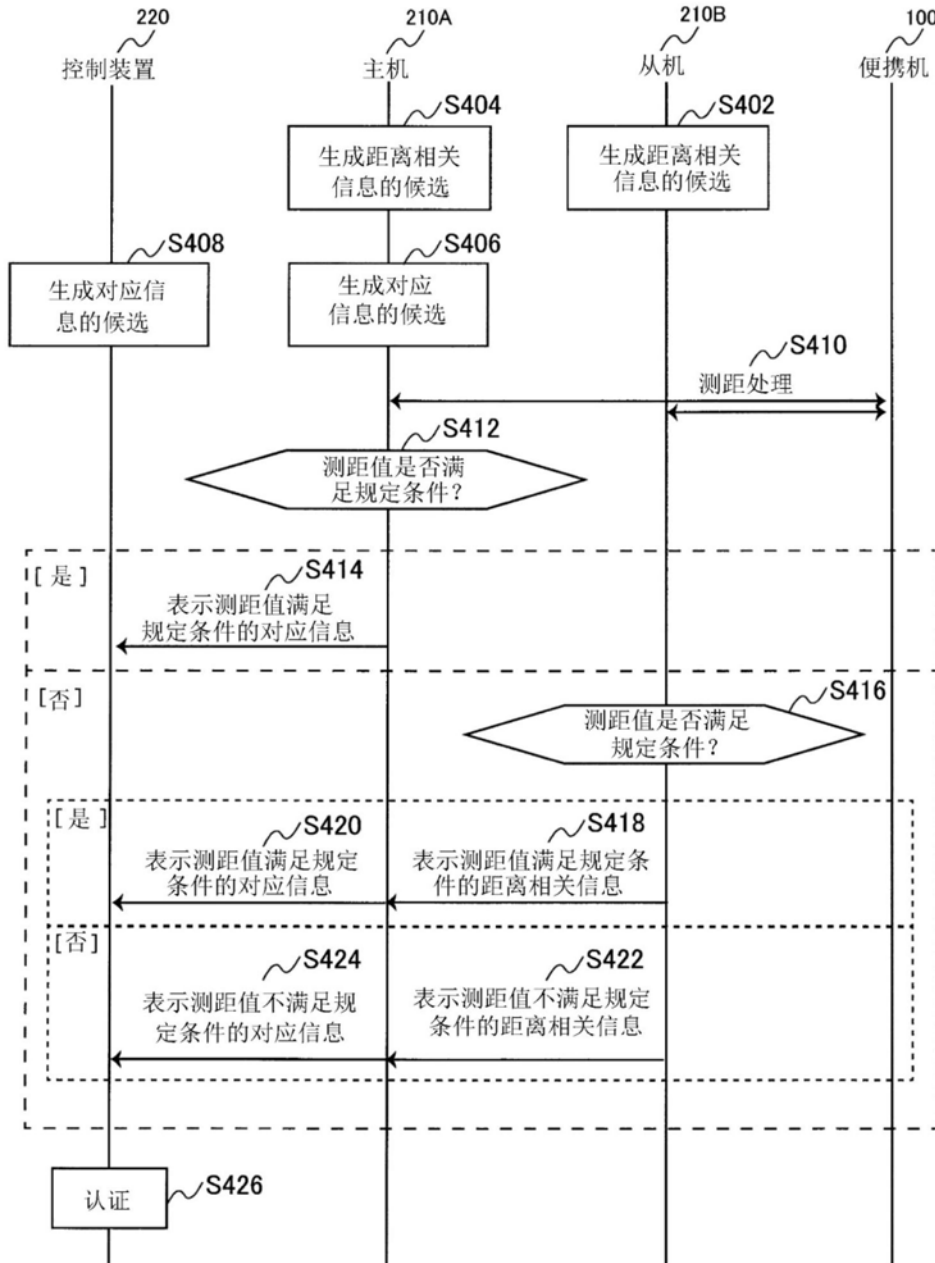 220
210A
210B
100
控制装置
主机
从机
便携机
S404
S402
生成距离相关
信息的候选
生成距离相关
信息的候选
S408
S406
生成对应信
息的候选
生成对应
信息的候选
S410
测距处理
S412
测距值是否满
足规定条件？
[是]
S414
表示测距值满足
规定条件的对应信息
[否]
S416
测距值是否满足
规定条件？
[是]
S420
S418
表示测距值满足规定
条件的对应信息
表示测距值满足规定条
件的距离相关信息
[否]
S424
S422
表示测距值不满足规
定条件的对应信息
表示测距值不满足规定
条件的距离相关信息
认证
S426